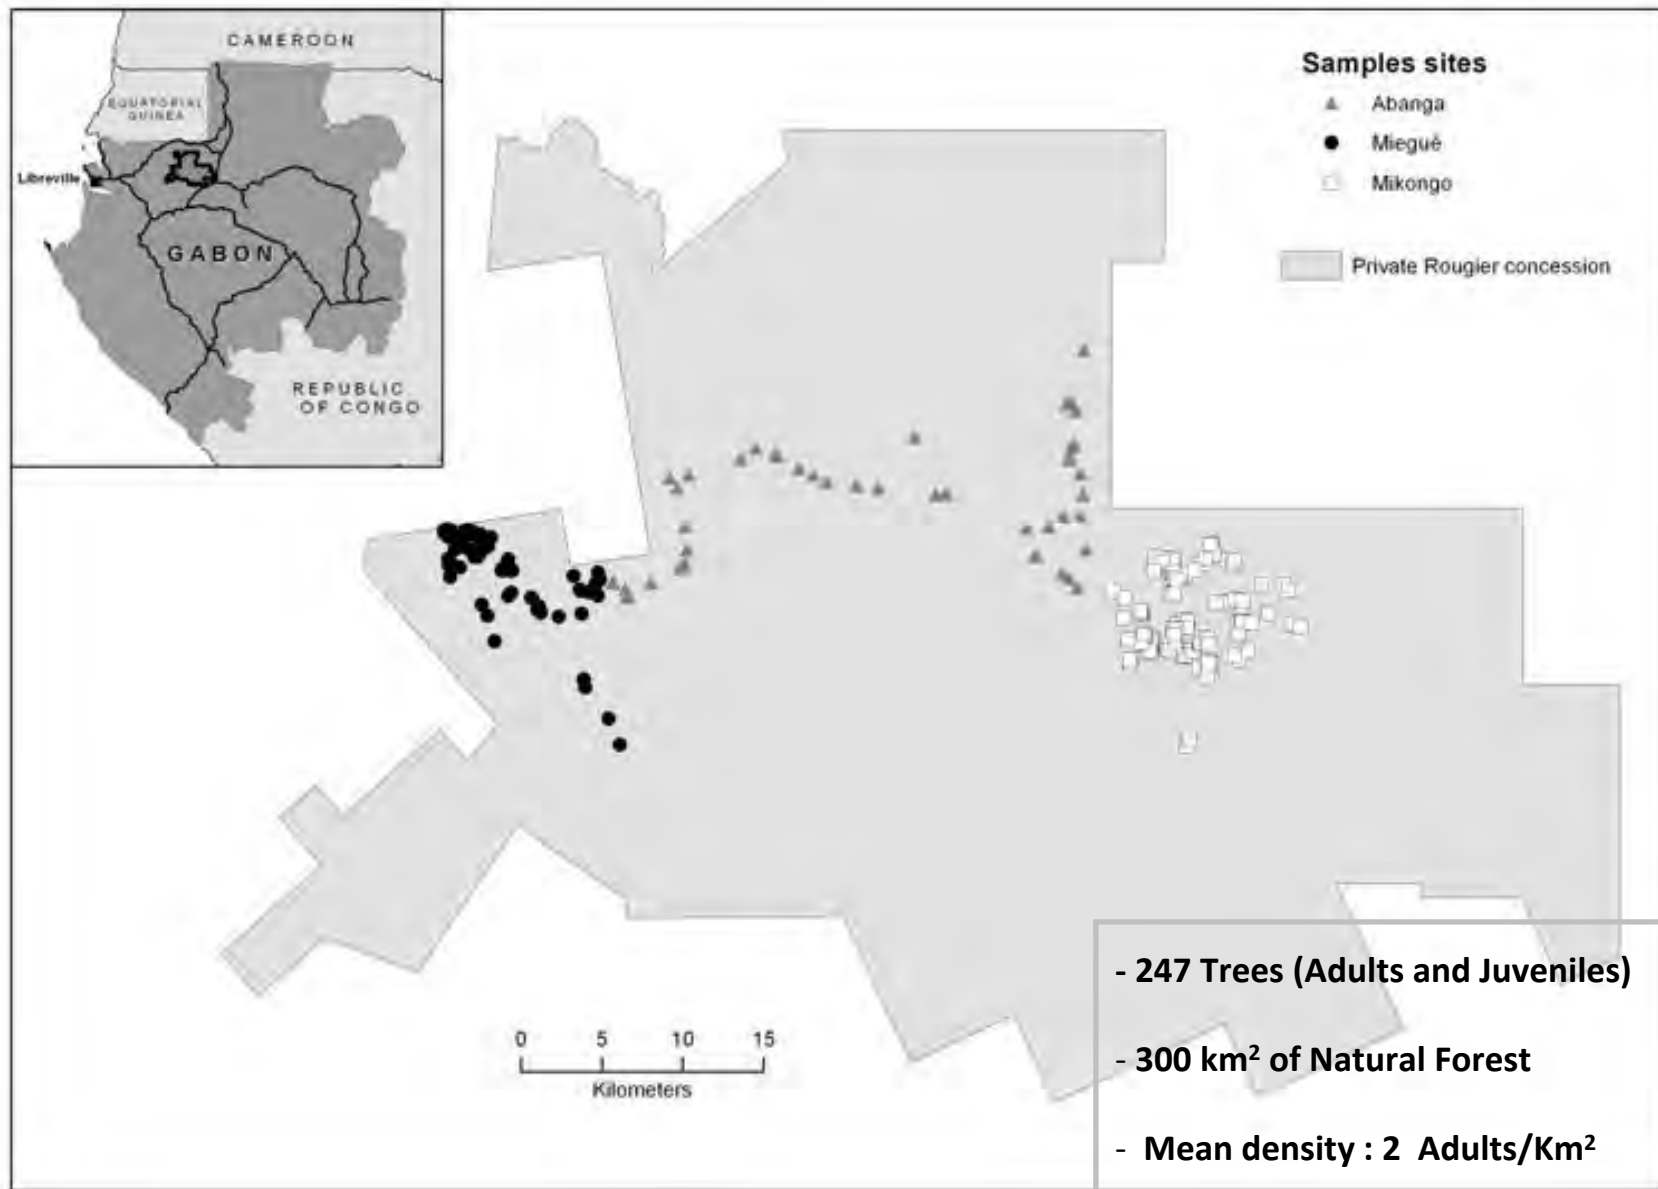 CAMEROON
EQUATORIAL
GUINEA
Libreville
GABON
REPUBLIC
OF CONGO
Samples sites
Abanga
Miegué
Mikongo
Private Rougier concession
0 5 10 15
Kilometers
- 247 Trees (Adults and Juveniles)
- 300 km² of Natural Forest
- Mean density : 2 Adults/Km²